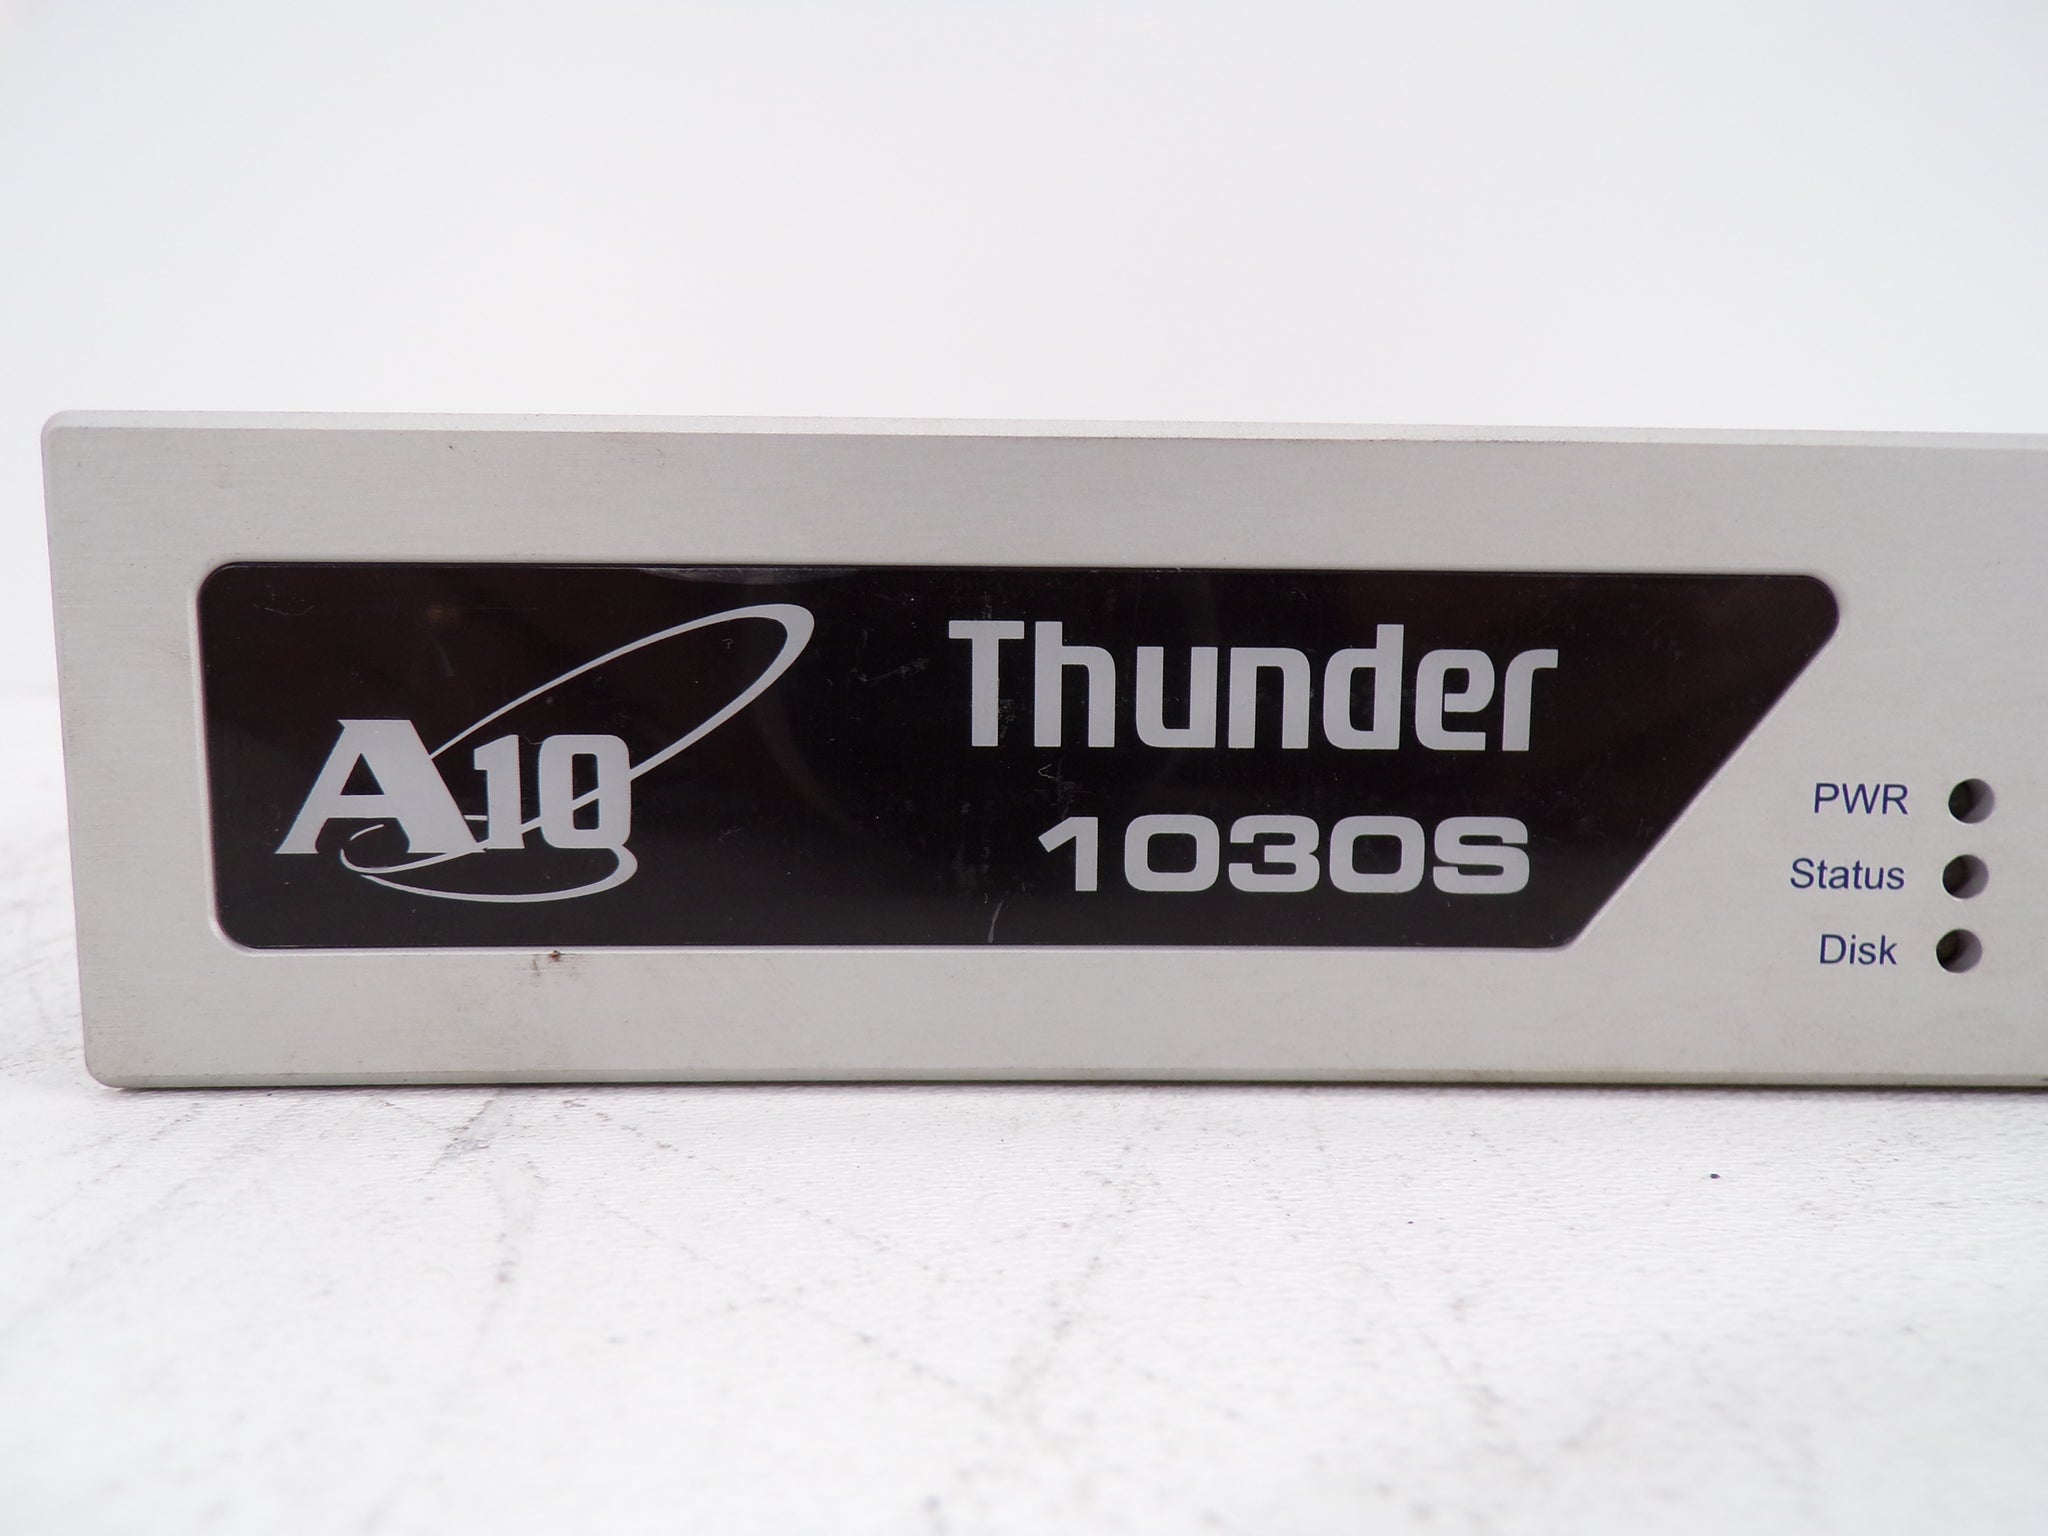 A10
Thunder
1030S
PWR
Status
Disk